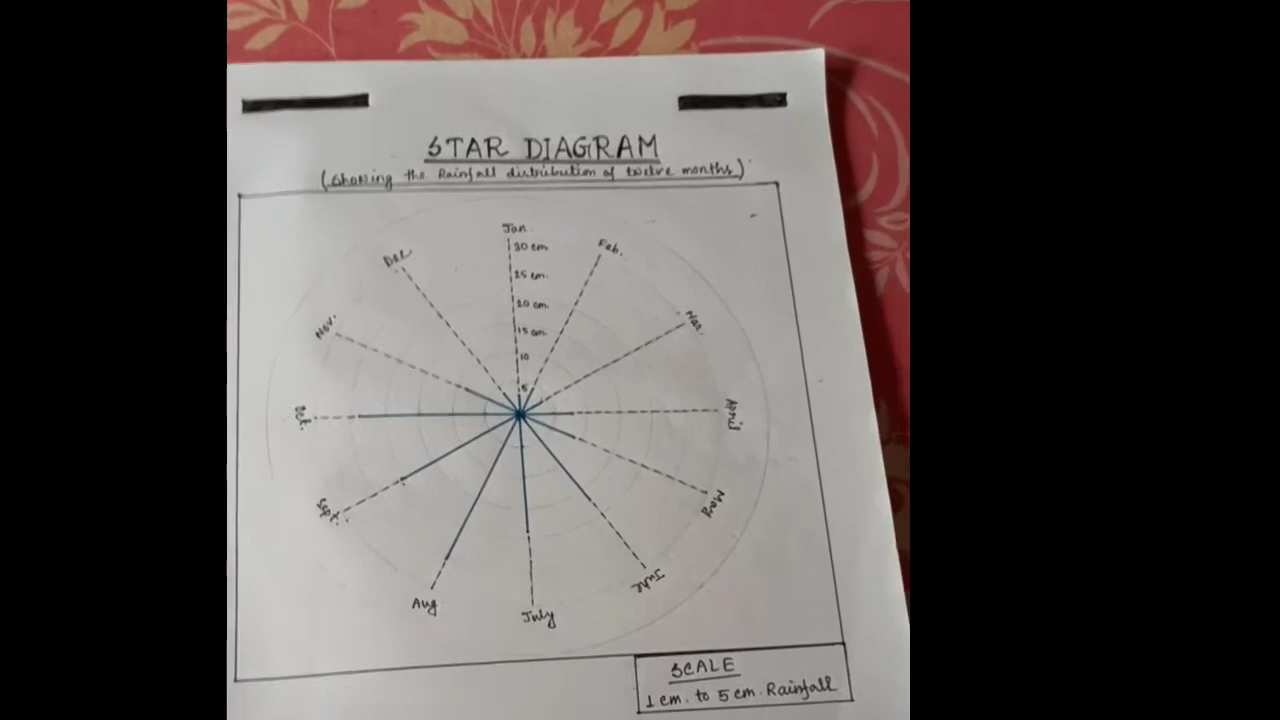 STAR DIAGRAM
(Showing the Rainfall distribution of twelve months)
Jan.
Feb.
Mar.
April
May
June
July
Aug
Sept.
Oct.
Nov.
Dec
30 cm
25 cm.
20 cm.
15 cm.
10
5
SCALE
1 cm. to 5 cm. Rainfall